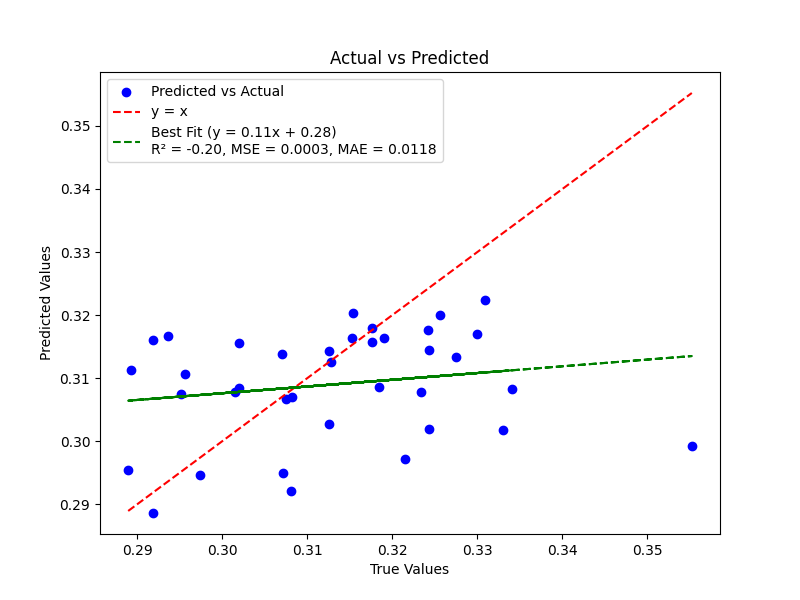 Actual vs Predicted
Predicted vs Actual
y = x
Best Fit (y = 0.11x + 0.28)
R² = -0.20, MSE = 0.0003, MAE = 0.0118
Predicted Values
0.35
0.34
0.33
0.32
0.31
0.30
0.29
0.29 0.30 0.31 0.32 0.33 0.34 0.35
True Values